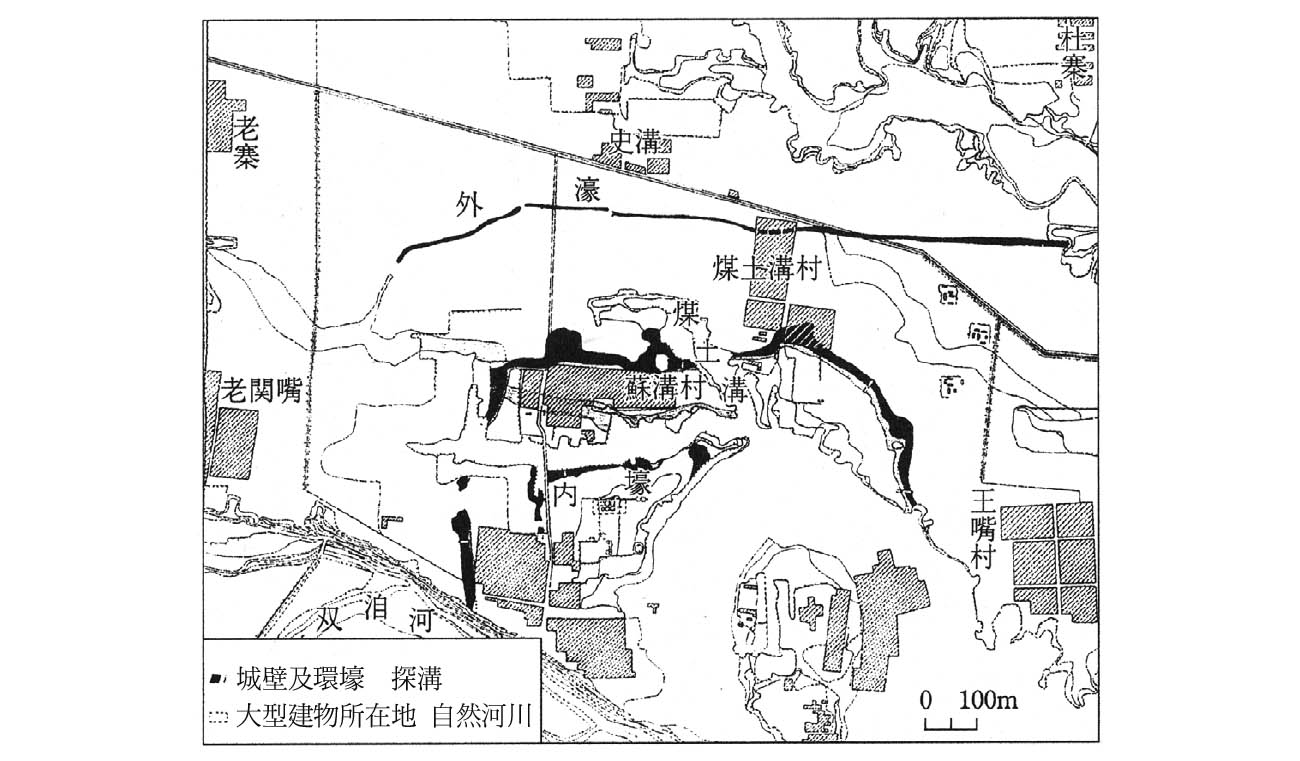 杜寨
老寨
史溝
外濠
煤土溝村
煤土溝
蘇溝村
老関嘴
内壕
王嘴村
双洎河
城壁及環壕 探溝
大型建物所在地 自然河川
0 100m